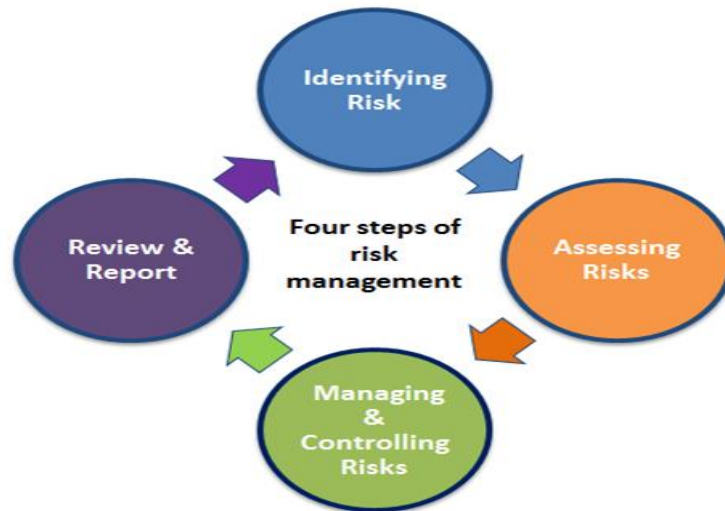 Identifying
Risk
Four steps of
risk
management
Assessing
Risks
Managing
&
Controlling
Risks
Review &
Report